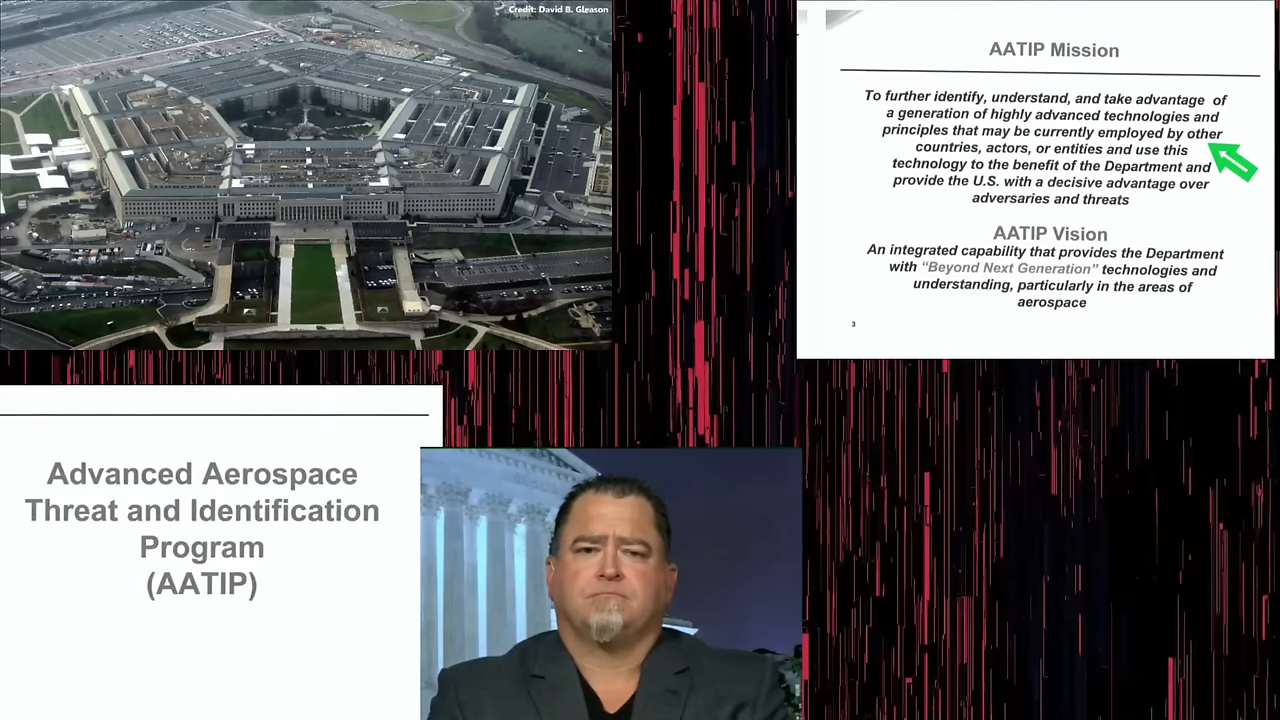 Credit: David B. Gleason
AATIP Mission
To further identify, understand, and take advantage of
a generation of highly advanced technologies and
principles that may be currently employed by other
countries, actors, or entities and use this
technology to the benefit of the Department and
provide the U.S. with a decisive advantage over
adversaries and threats
AATIP Vision
An integrated capability that provides the Department
with “Beyond Next Generation” technologies and
understanding, particularly in the areas of
aerospace
3
Advanced Aerospace
Threat and Identification
Program
(AATIP)